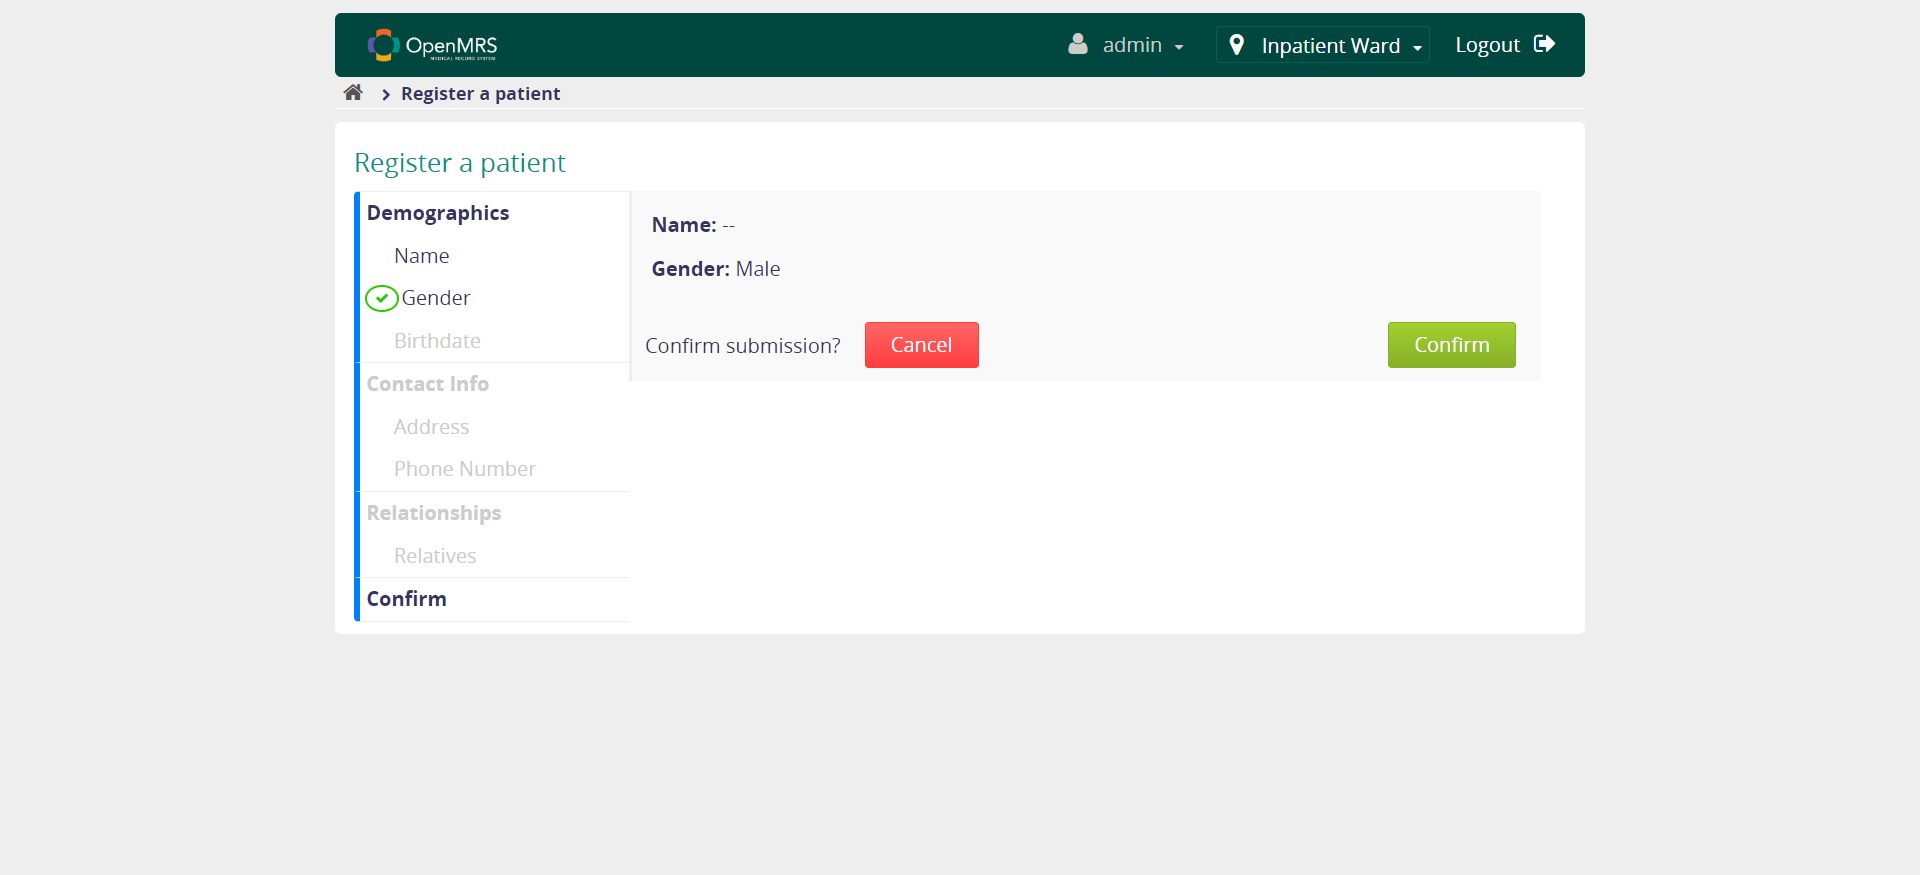 OpenMRS
MEDICAL RECORD SYSTEM
admin
Inpatient Ward
Logout
Register a patient
Register a patient
Demographics
Name
Gender
Birthdate
Contact Info
Address
Phone Number
Relationships
Relatives
Confirm
Name: --
Gender: Male
Confirm submission?
Cancel
Confirm